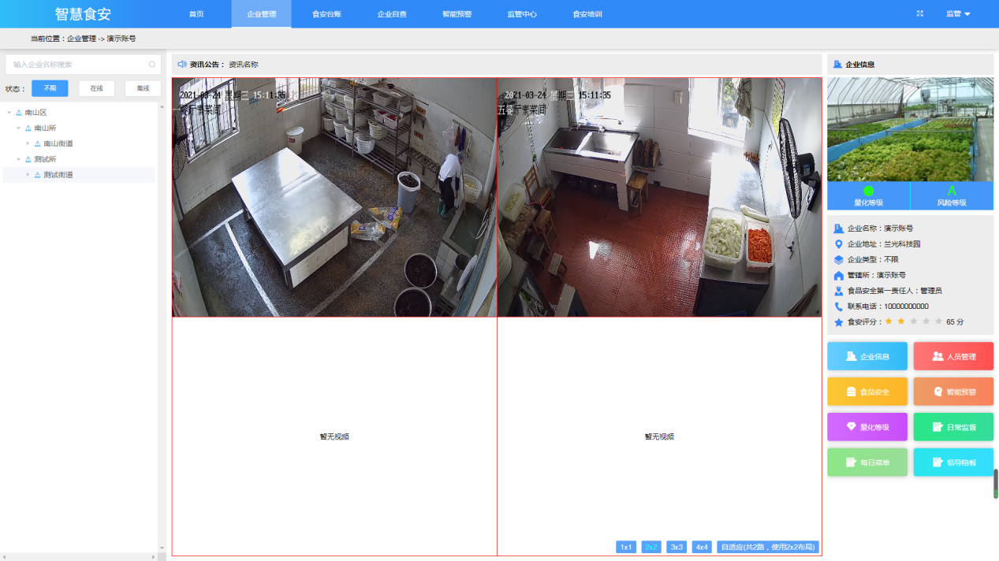 智慧食安
首页
企业管理
食安台账
企业自查
智能预警
监管中心
食安培训
监管
当前位置：企业管理 -> 演示账号
输入企业名称搜索
状态：
不限
在线
离线
南山区
南山所
南山街道
测试所
测试街道
资讯公告： 资讯名称
2021-03-24 星期三 15:11:35
2021-03-24 星期三 15:11:35
五餐厅素菜间
暂无视频
暂无视频
1x1
2x2
3x3
4x4
自适应(共2路，使用2x2布局)
企业信息
量化等级
A
风险等级
企业名称：演示账号
企业地址：兰光科技园
企业类型：不限
管辖所：演示账号
食品安全第一责任人：管理员
联系电话：10000000000
食安评分： 65 分
企业信息
人员管理
食品安全
智能预警
量化等级
日常监督
每日菜单
领导陪餐